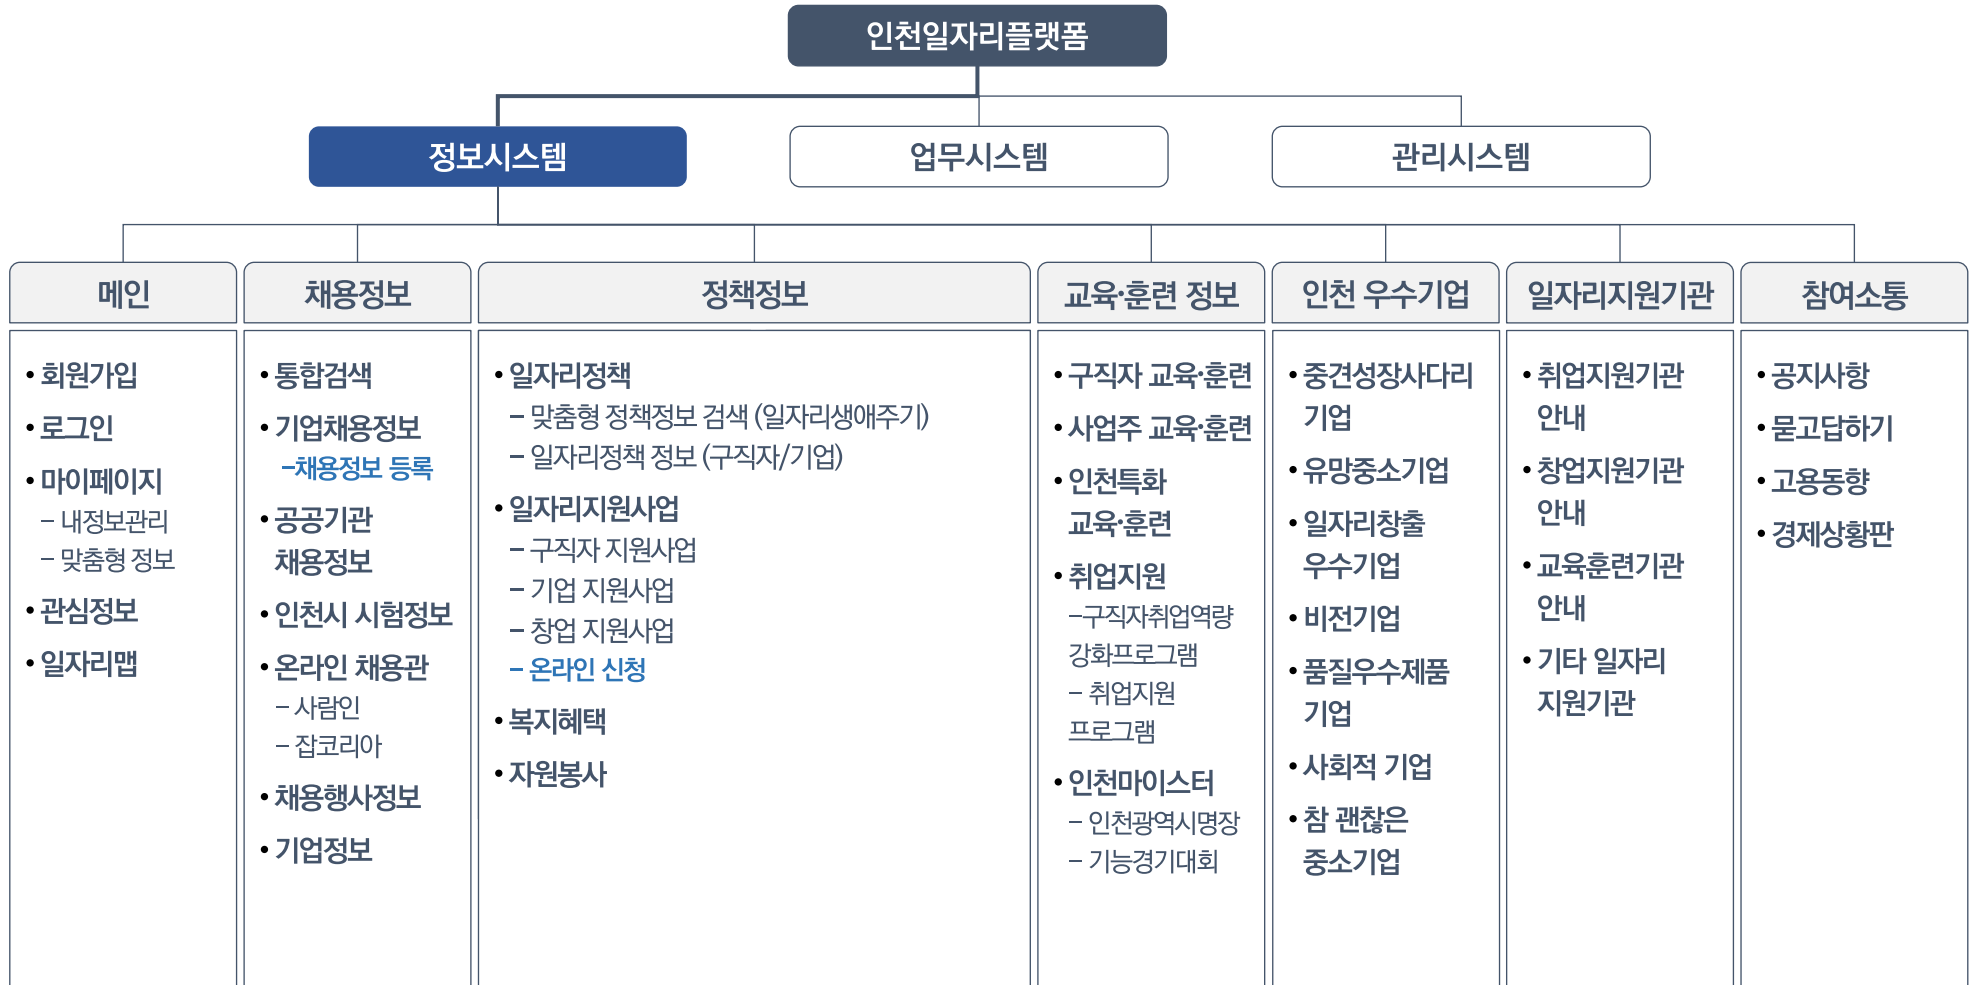 인천일자리플랫폼
정보시스템
업무시스템
관리시스템
메인
• 회원가입
• 로그인
• 마이페이지
– 내정보관리
– 맞춤형 정보
• 관심정보
• 일자리맵
채용정보
• 통합검색
• 기업채용정보
–채용정보 등록
• 공공기관
채용정보
• 인천시 시험정보
• 온라인 채용관
– 사람인
– 잡코리아
• 채용행사정보
• 기업정보
정책정보
• 일자리정책
– 맞춤형 정책정보 검색 (일자리생애주기)
– 일자리정책 정보 (구직자/기업)
• 일자리지원사업
– 구직자 지원사업
– 기업 지원사업
– 창업 지원사업
– 온라인 신청
• 복지혜택
• 자원봉사
교육·훈련 정보
• 구직자 교육·훈련
• 사업주 교육·훈련
• 인천특화
교육·훈련
• 취업지원
–구직자취업역량
강화프로그램
– 취업지원
프로그램
• 인천마이스터
– 인천광역시명장
– 기능경기대회
인천 우수기업
• 중견성장사다리
기업
• 유망중소기업
• 일자리창출
우수기업
• 비전기업
• 품질우수제품
기업
• 사회적 기업
• 참 괜찮은
중소기업
일자리지원기관
• 취업지원기관
안내
• 창업지원기관
안내
• 교육훈련기관
안내
• 기타 일자리
지원기관
참여소통
• 공지사항
• 묻고답하기
• 고용동향
• 경제상황판